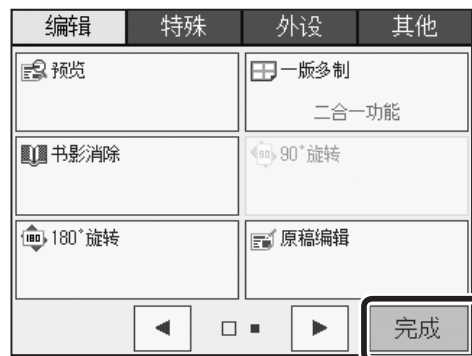 编辑 特殊 外设 其他
预览 一版多制
二合一功能
书影消除 90°旋转
180°旋转 原稿编辑
完成